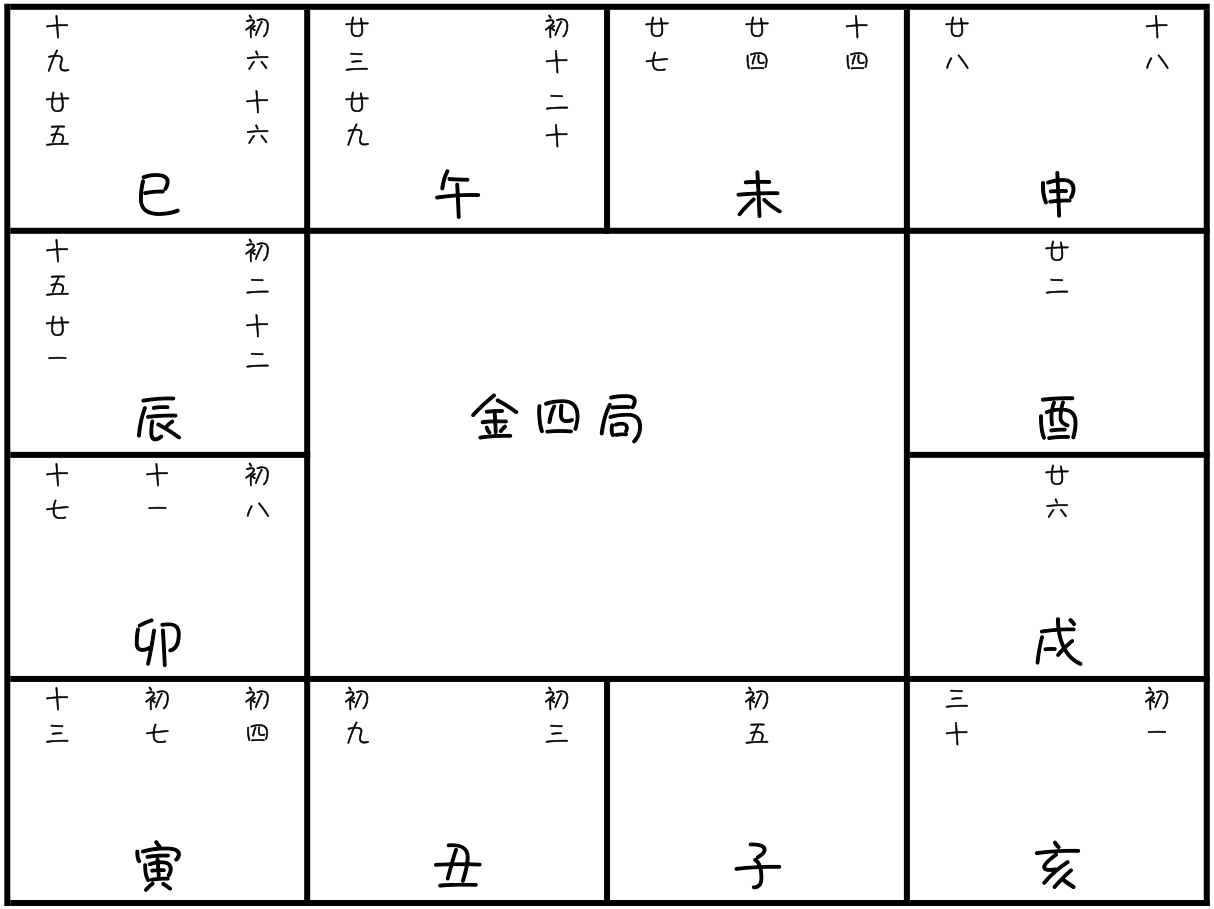 初六十六
十九廿五
巳
初十二十
廿三廿九
午
十四
廿四
廿七
未
十八
廿八
申
初二十二
十五廿一
辰
金四局
廿二
酉
初八
十一
十七
卯
廿六
戌
初四
初七
十三
寅
初三
初九
丑
初五
子
初一
三十
亥